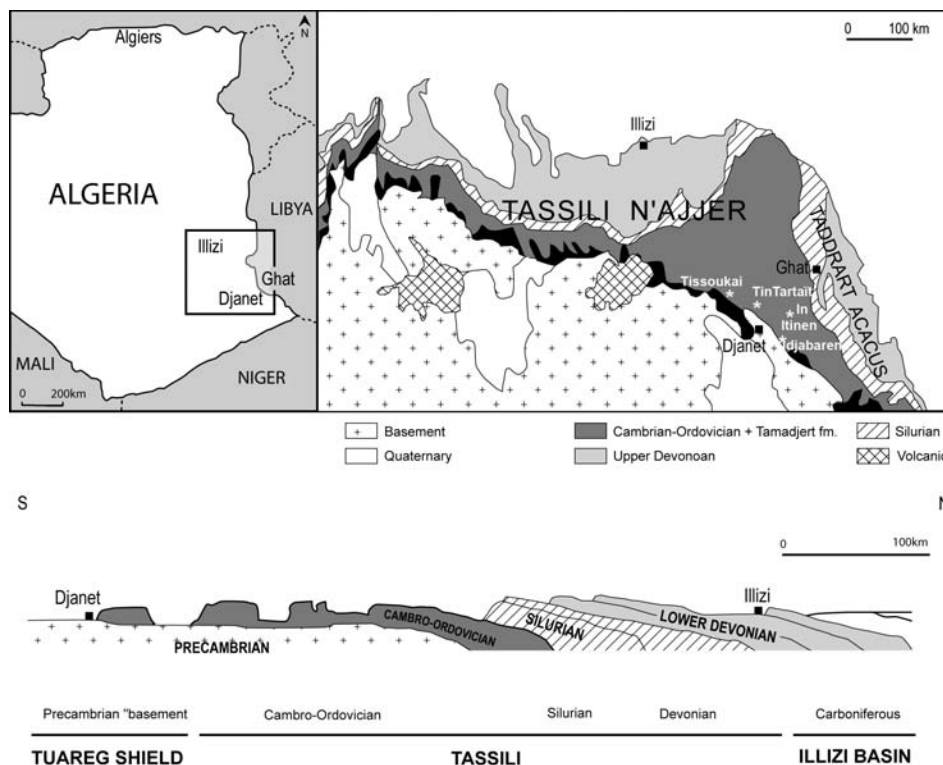 Algiers
N
ALGERIA
LIBYA
Illizi
Ghat
Djanet
MALI
NIGER
0 200km
0 100 km
Illizi
TASSILI N'AJJER
TADDRART ACACUS
Ghat
Tissoukai
TinTartaït
In
Itinen
Djanet
Idjabaren
Basement
Cambrian-Ordovician + Tamadjert fm.
Silurian
Quaternary
Upper Devonoan
Volcanic
S
0 100km
Djanet
Illizi
CAMBRO-ORDOVICIAN
SILURIAN
LOWER DEVONIAN
PRECAMBRIAN
Precambrian "basement
Cambro-Ordovician
Silurian
Devonian
Carboniferous
TUAREG SHIELD
TASSILI
ILLIZI BASIN